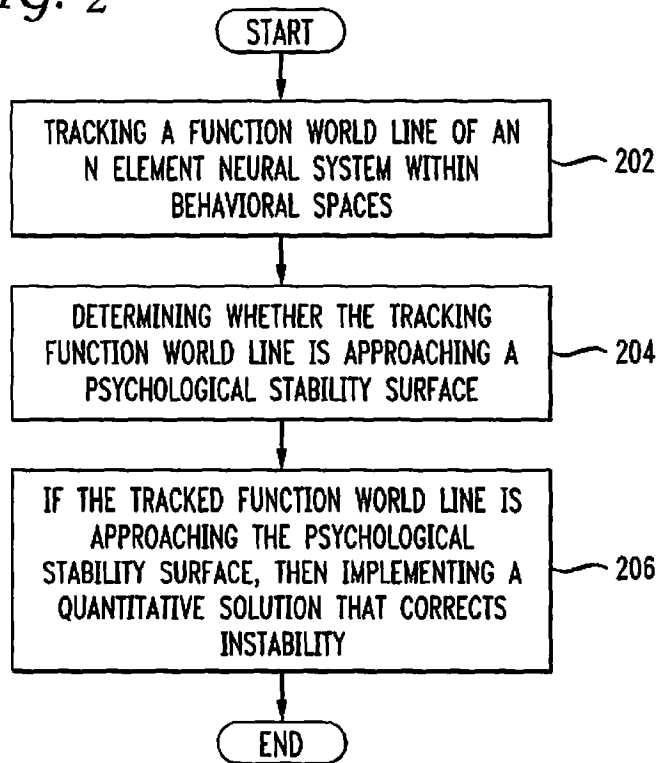 Fig. 2
START
TRACKING A FUNCTION WORLD LINE OF AN
N ELEMENT NEURAL SYSTEM WITHIN
BEHAVIORAL SPACES
202
DETERMINING WHETHER THE TRACKING
FUNCTION WORLD LINE IS APPROACHING A
PSYCHOLOGICAL STABILITY SURFACE
204
IF THE TRACKED FUNCTION WORLD LINE IS
APPROACHING THE PSYCHOLOGICAL
STABILITY SURFACE, THEN IMPLEMENTING A
QUANTITATIVE SOLUTION THAT CORRECTS
INSTABILITY
206
END